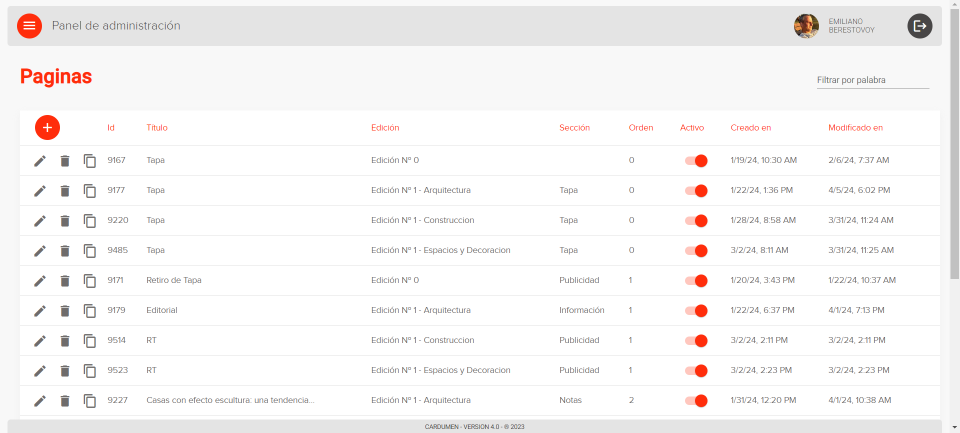 Panel de administración
EMILIANO
BERESTOVOY
Paginas
Filtrar por palabra
Id Título Edición Sección Orden Activo Creado en Modificado en
9167 Tapa Edición Nº 0 0 1/19/24, 10:30 AM 2/6/24, 7:37 AM
9177 Tapa Edición Nº 1 - Arquitectura Tapa 0 1/22/24, 1:36 PM 4/5/24, 6:02 PM
9220 Tapa Edición Nº 1 - Construccion Tapa 0 1/28/24, 8:58 AM 3/31/24, 11:24 AM
9485 Tapa Edición Nº 1 - Espacios y Decoracion Tapa 0 3/2/24, 8:11 AM 3/31/24, 11:25 AM
9171 Retiro de Tapa Edición Nº 0 Publicidad 1 1/20/24, 3:43 PM 1/22/24, 10:37 AM
9179 Editorial Edición Nº 1 - Arquitectura Información 1 1/22/24, 6:37 PM 4/1/24, 7:13 PM
9514 RT Edición Nº 1 - Construccion Publicidad 1 3/2/24, 2:11 PM 3/2/24, 2:11 PM
9523 RT Edición Nº 1 - Espacios y Decoracion Publicidad 1 3/2/24, 2:23 PM 3/2/24, 2:23 PM
9227 Casas con efecto escultura: una tendencia... Edición Nº 1 - Arquitectura Notas 2 1/31/24, 12:20 PM 4/1/24, 10:38 AM
CARDUMEN - VERSION 4.0 - © 2023